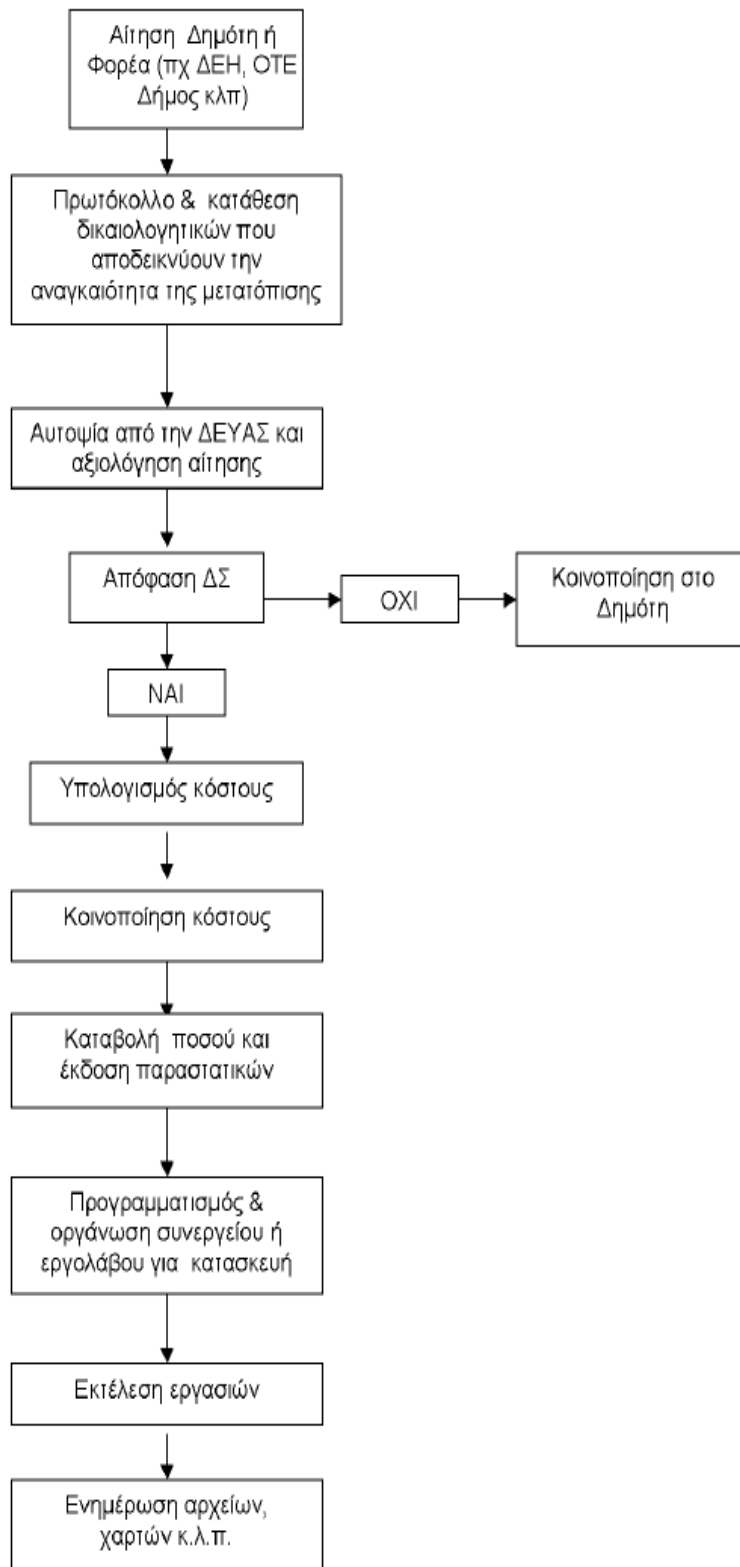 Αίτηση Δημότη ή
Φορέα (πχ ΔΕΗ, ΟΤΕ
Δήμος κλπ)
Πρωτόκολλο & κατάθεση
δικαιολογητικών που
αποδεικνύουν την
αναγκαιότητα της μετατόπισης
Αυτοψία από την ΔΕΥΑΣ και
αξιολόγηση αίτησης
Απόφαση ΔΣ
ΟΧΙ
Κοινοποίηση στο
Δημότη
ΝΑΙ
Υπολογισμός κόστους
Κοινοποίηση κόστους
Καταβολή ποσού και
έκδοση παραστατικών
Προγραμματισμός &
οργάνωση συνεργείου ή
εργολάβου για κατασκευή
Εκτέλεση εργασιών
Ενημέρωση αρχείων,
χαρτών κ.λ.π.